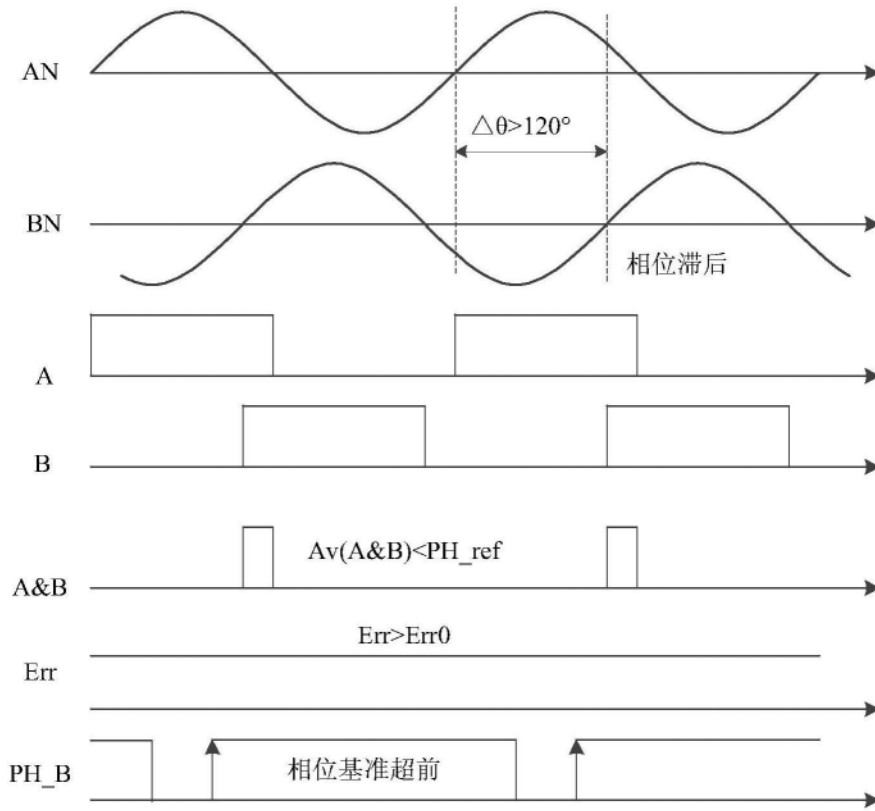 AN
△θ>120°
BN
相位滞后
A
B
Av(A&B)<PH_ref
A&B
Err>Err0
Err
相位基准超前
PH_B